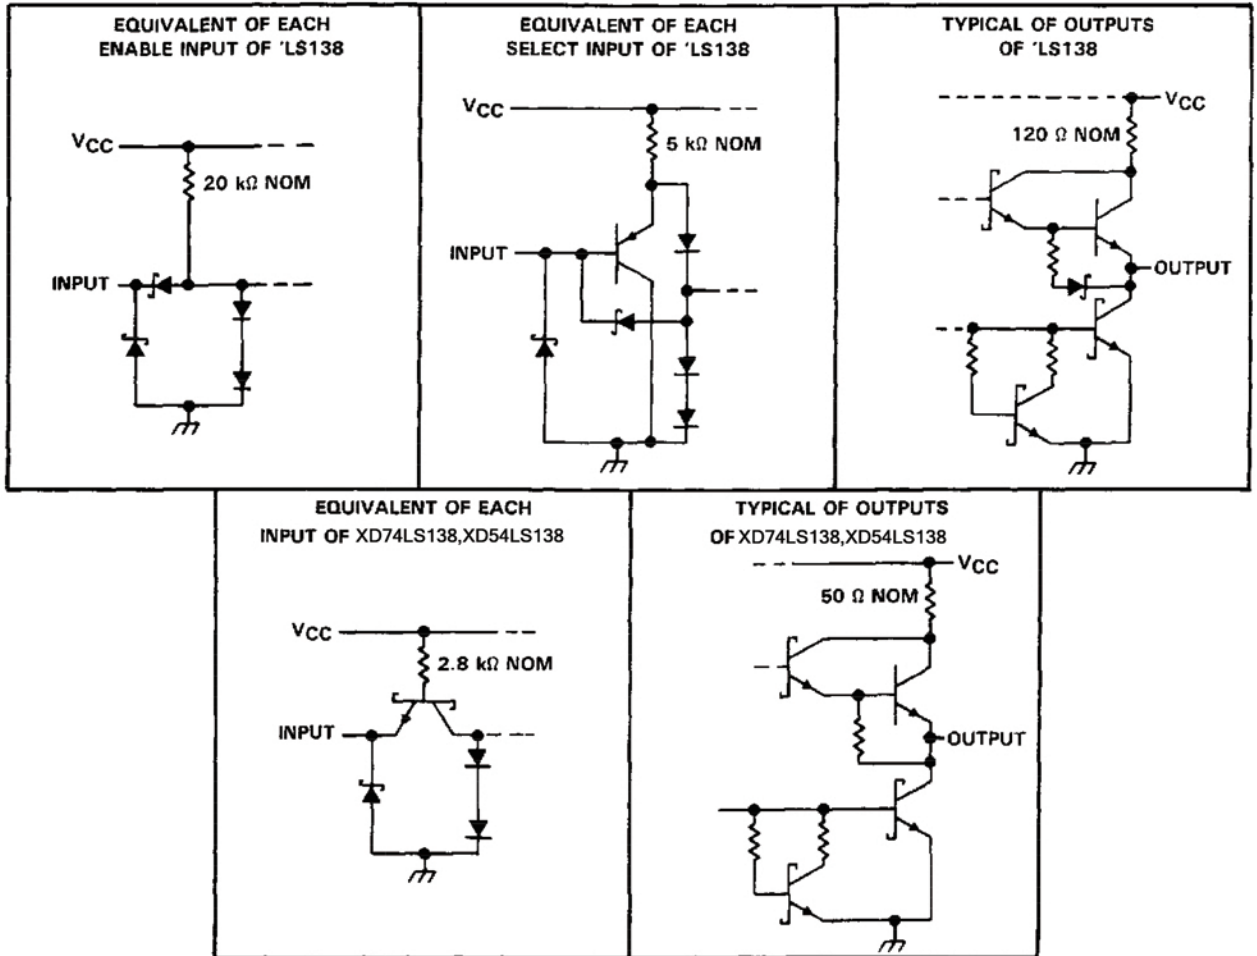 EQUIVALENT OF EACH
ENABLE INPUT OF 'LS138
VCC
20 kΩ NOM
INPUT
EQUIVALENT OF EACH
SELECT INPUT OF 'LS138
VCC
5 kΩ NOM
INPUT
TYPICAL OF OUTPUTS
OF 'LS138
VCC
120 Ω NOM
OUTPUT
EQUIVALENT OF EACH
INPUT OF XD74LS138,XD54LS138
VCC
2.8 kΩ NOM
INPUT
TYPICAL OF OUTPUTS
OF XD74LS138,XD54LS138
VCC
50 Ω NOM
OUTPUT